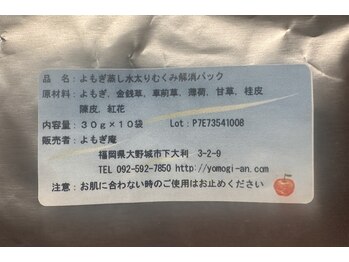 品 名：よもぎ蒸し水太りむくみ解消パック
原材料：よもぎ、金銭草、車前草、薄荷、甘草、桂皮
陳皮、紅花
内容量：30g×10袋 Lot：P7E73541008
販売者：よもぎ庵
福岡県大野城市下大利 3-2-9
TEL 092-592-7850 http://yomogi-an.com/
注意：お肌に合わない時のご使用はお止めください。